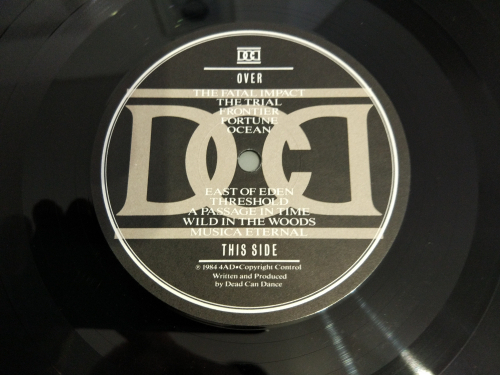 DCD
OVER
THE FATAL IMPACT
THE TRIAL
FRONTIER
FORTUNE
OCEAN
DCD
EAST OF EDEN
THRESHOLD
A PASSAGE IN TIME
WILD IN THE WOODS
MUSICA ETERNAL
THIS SIDE
℗ 1984 4AD•Copyright Control
Written and Produced
by Dead Can Dance